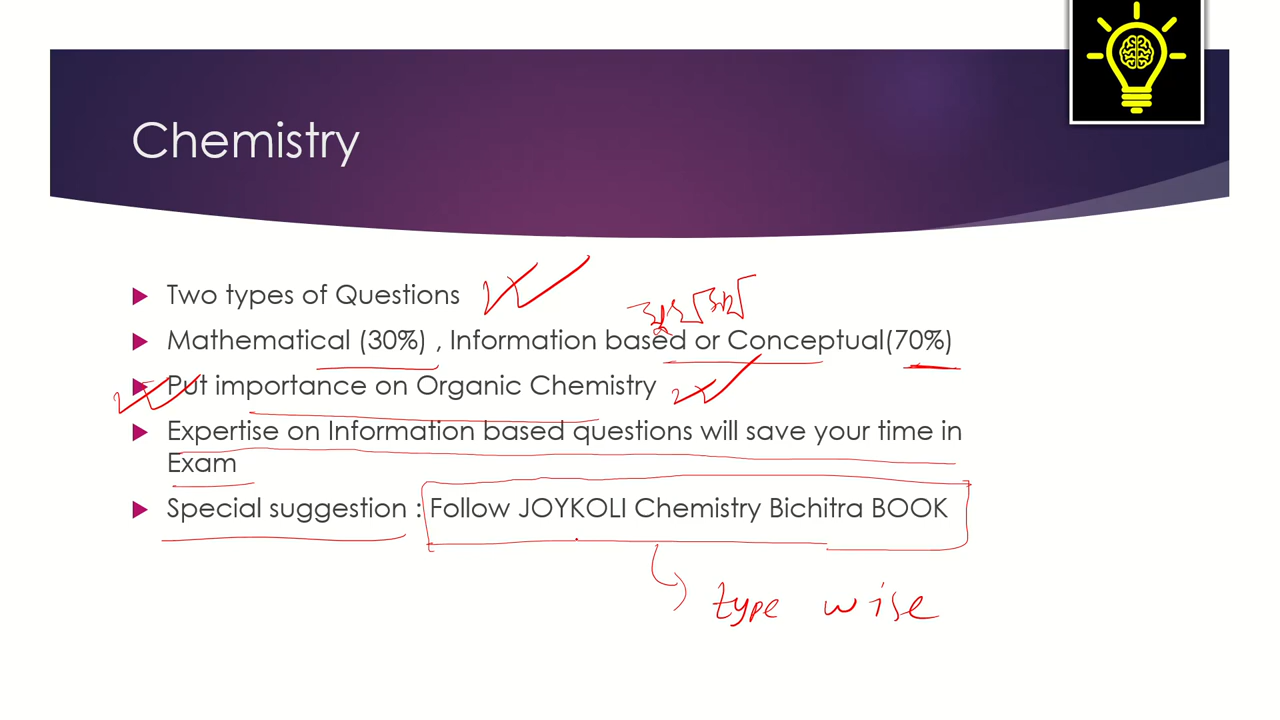 Chemistry
Two types of Questions
Mathematical (30%) , Information based or Conceptual(70%)
Put importance on Organic Chemistry
Expertise on Information based questions will save your time in
Exam
Special suggestion : Follow JOYKOLI Chemistry Bichitra BOOK
type wise